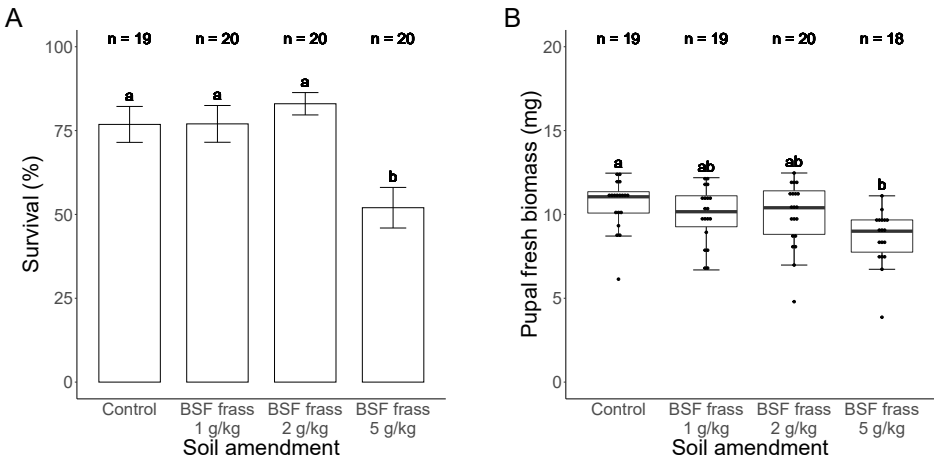 A
n = 19 n = 20 n = 20 n = 20
100
75
50
25
0
a a a b
Survival (%)
Control BSF frass BSF frass BSF frass
1 g/kg 2 g/kg 5 g/kg
Soil amendment
B
n = 19 n = 19 n = 20 n = 18
20
15
10
5
0
a ab ab b
Pupal fresh biomass (mg)
Control BSF frass BSF frass BSF frass
1 g/kg 2 g/kg 5 g/kg
Soil amendment